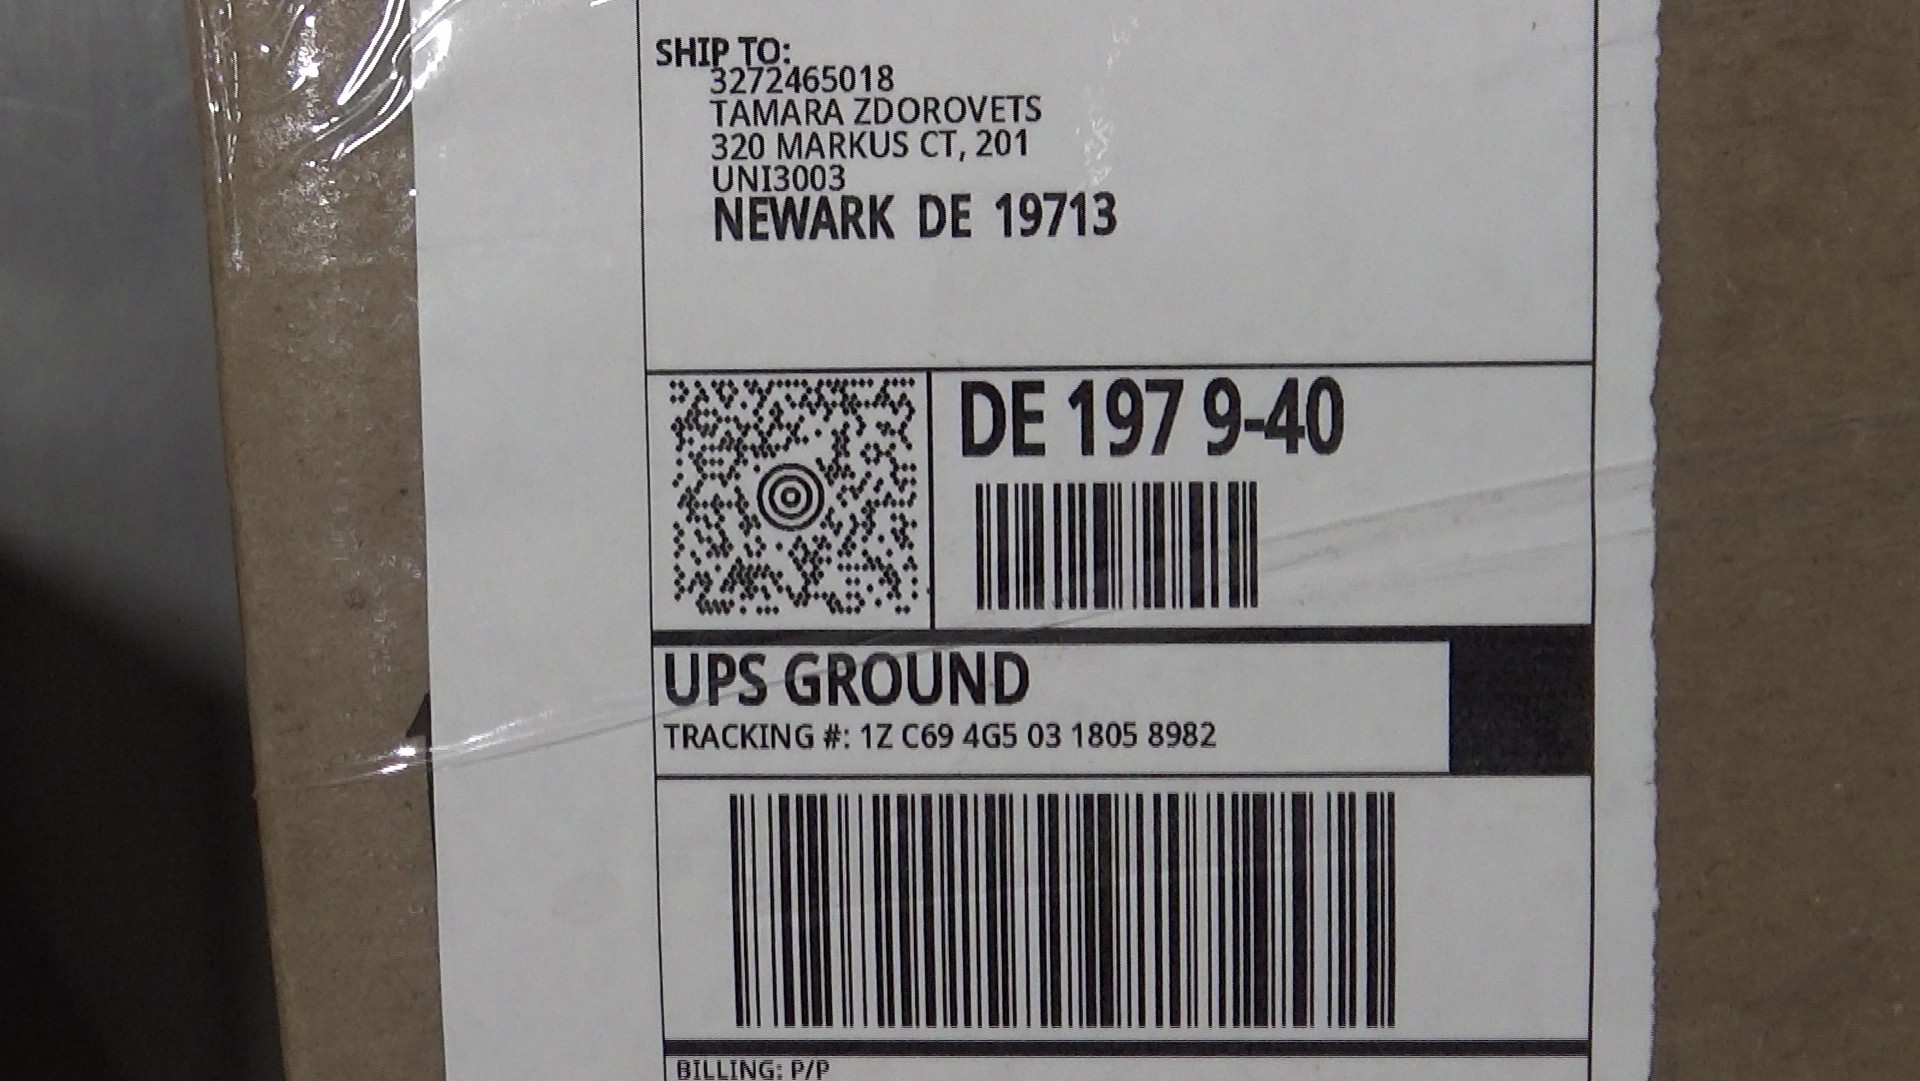 SHIP TO:
3272465018
TAMARA ZDOROVETS
320 MARKUS CT, 201
UNI3003
NEWARK DE 19713
DE 197 9-40
UPS GROUND
TRACKING #: 1Z C69 4G5 03 1805 8982
BILLING: P/P